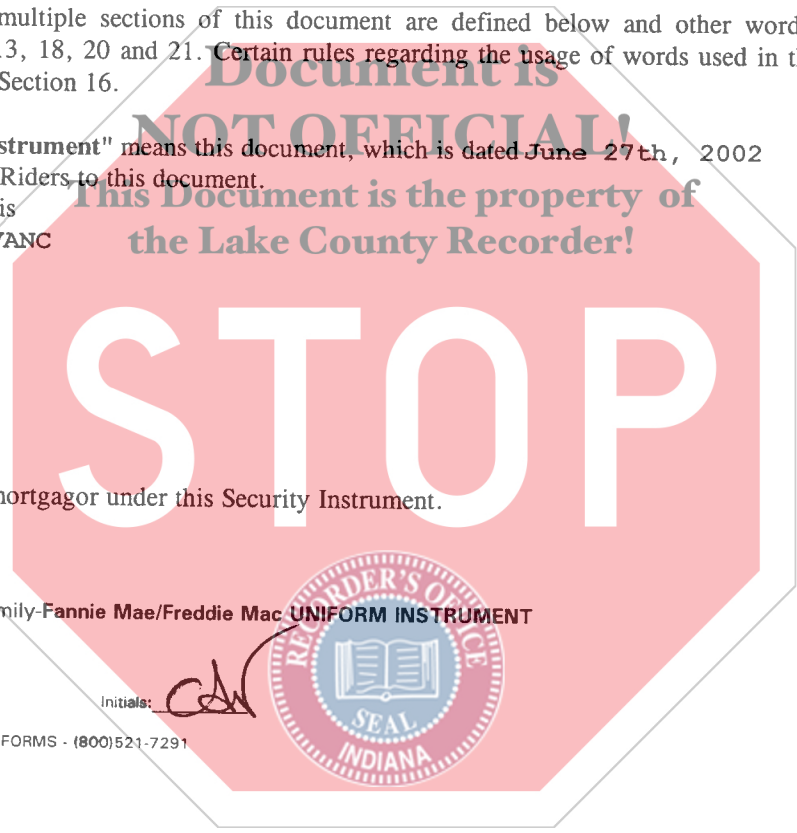 multiple sections of this document are defined below and other word
13, 18, 20 and 21. Certain rules regarding the usage of words used in t
Section 16.
Document is
NOT OFFICIAL!
This Document is the property of
the Lake County Recorder!
strument" means this document, which is dated June 27th, 2002
Riders to this document.
is
VANC
STOP
nortgagor under this Security Instrument.
mily-Fannie Mae/Freddie Mac UNIFORM INSTRUMENT
Initials:
FORMS - (800)521-7291
RECORDER'S OFFICE
SEAL
INDIANA